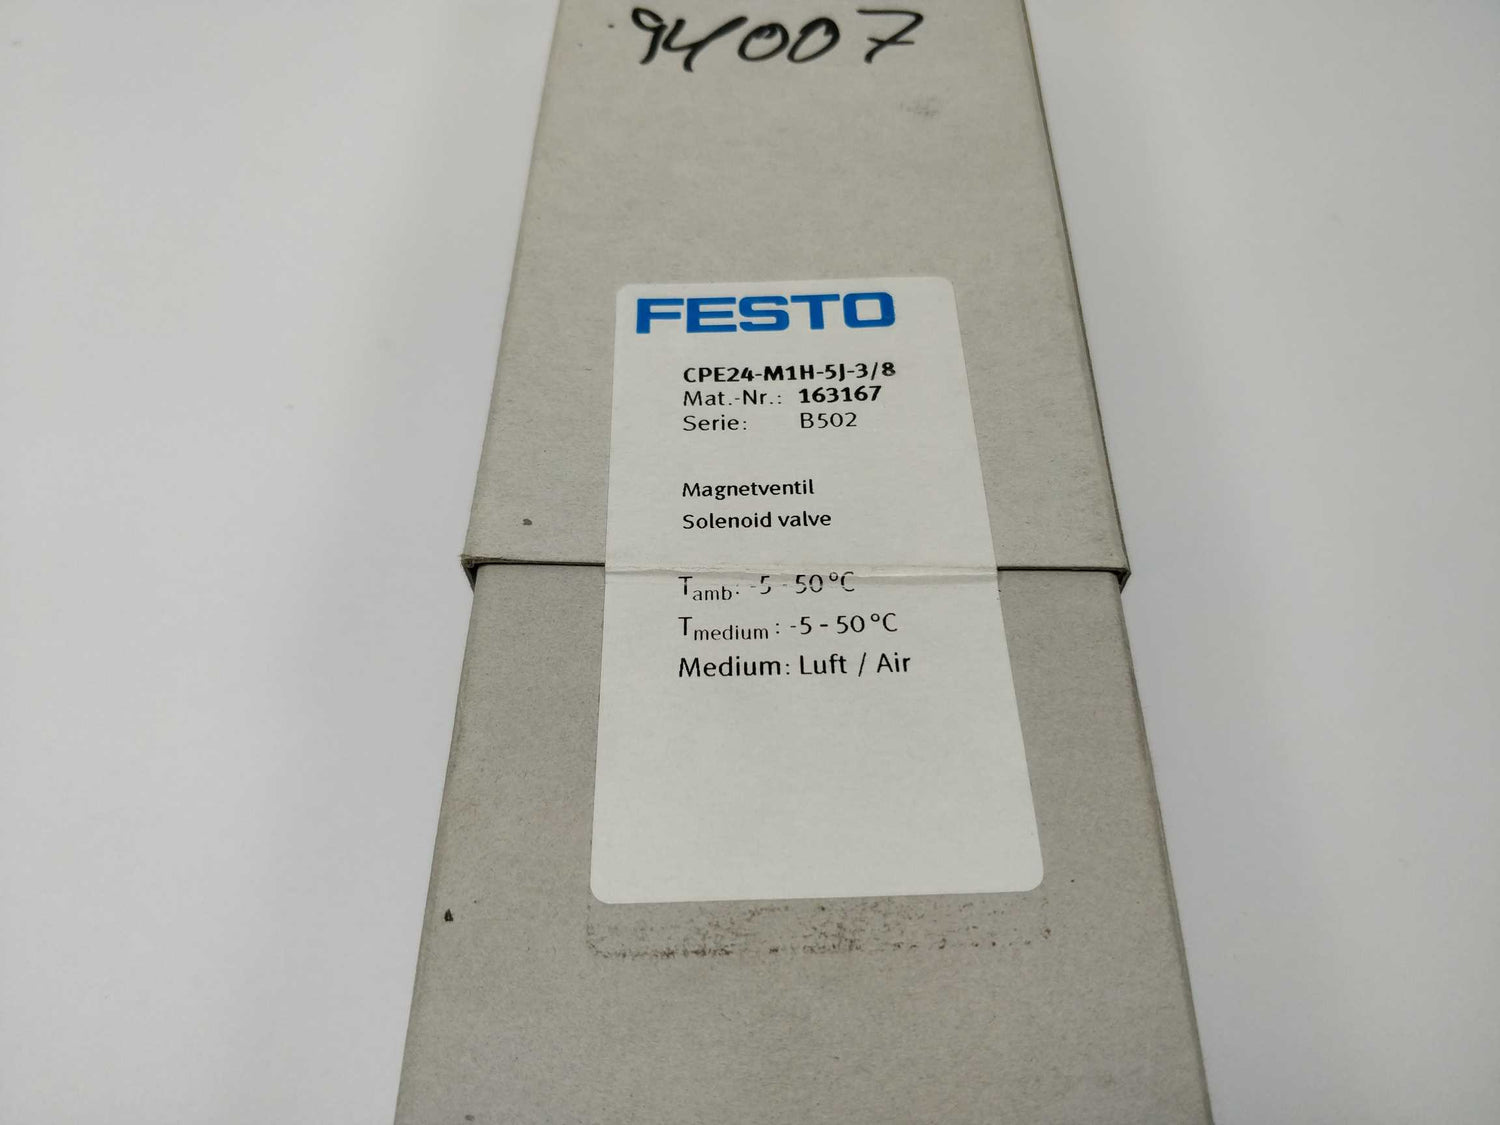 94007
FESTO
CPE24-M1H-5J-3/8
Mat.-Nr.: 163167
Serie: B502
Magnetventil
Solenoid valve
Tamb: -5 - 50°C
Tmedium: -5 - 50°C
Medium: Luft / Air